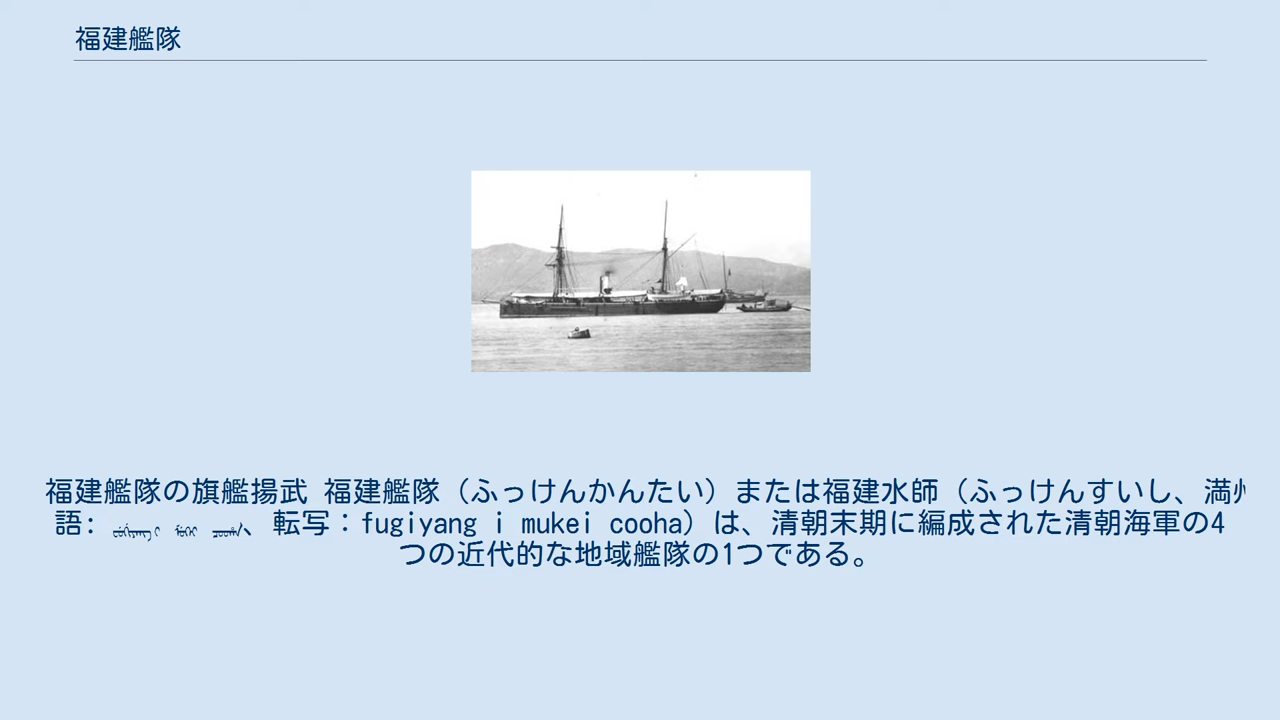 福建艦隊
福建艦隊の旗艦揚武 福建艦隊（ふっけんかんたい）または福建水師（ふっけんすいし、満州
語: 、転写：fugiyang i mukei cooha）は、清朝末期に編成された清朝海軍の4
つの近代的な地域艦隊の1つである。